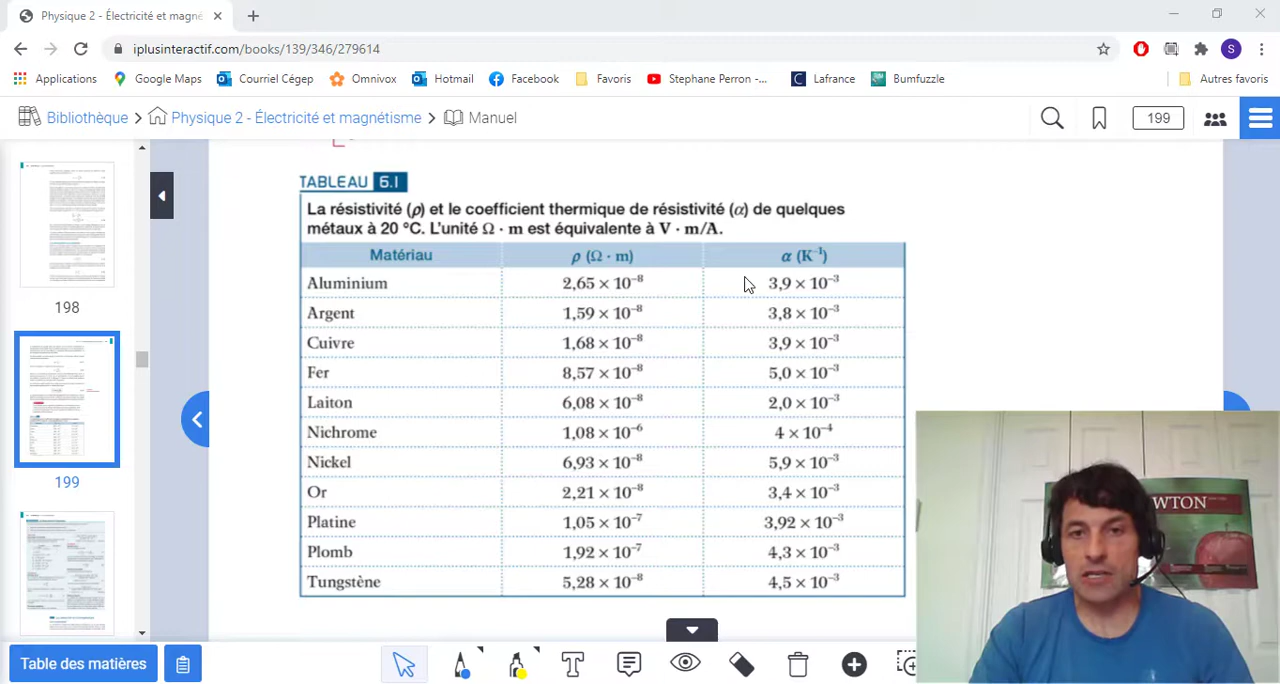 Physique 2 - Électricité et magné
iplusinteractif.com/books/139/346/279614
S
Applications
Google Maps
Courriel Cégep
Omnivox
Hotmail
Facebook
Favoris
Stephane Perron -...
Lafrance
Bumfuzzle
Autres favoris
Bibliothèque
Physique 2 - Électricité et magnétisme
Manuel
199
TABLEAU 6.1
La résistivité (ρ) et le coefficient thermique de résistivité (α) de quelques
métaux à 20 °C. L'unité Ω · m est équivalente à V · m/A.
Matériau ρ (Ω · m) α (K⁻¹)
Aluminium 2,65 × 10⁻⁸ 3,9 × 10⁻³
Argent 1,59 × 10⁻⁸ 3,8 × 10⁻³
Cuivre 1,68 × 10⁻⁸ 3,9 × 10⁻³
Fer 8,57 × 10⁻⁸ 5,0 × 10⁻³
Laiton 6,08 × 10⁻⁸ 2,0 × 10⁻³
Nichrome 1,08 × 10⁻⁶ 4 × 10⁻⁴
Nickel 6,93 × 10⁻⁸ 5,9 × 10⁻³
Or 2,21 × 10⁻⁸ 3,4 × 10⁻³
Platine 1,05 × 10⁻⁷ 3,92 × 10⁻³
Plomb 1,92 × 10⁻⁷ 4,3 × 10⁻³
Tungstène 5,28 × 10⁻⁸ 4,5 × 10⁻³
198
199
WTON
Table des matières